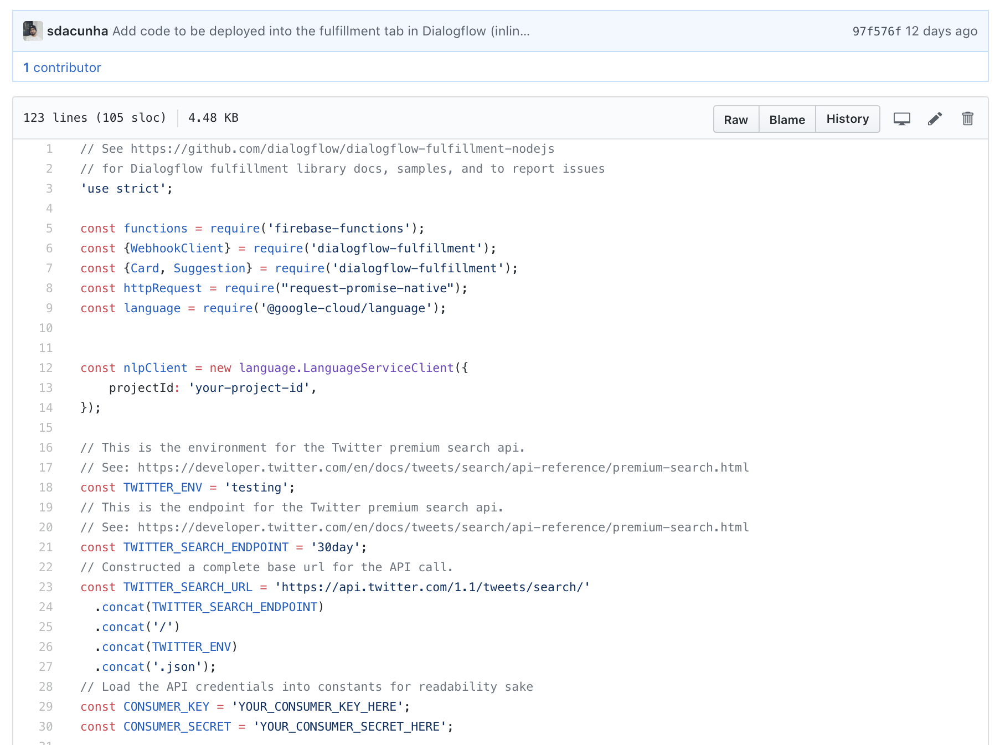 sdacunha Add code to be deployed into the fulfillment tab in Dialogflow (inlin... 97f576f 12 days ago
1 contributor
123 lines (105 sloc) 4.48 KB Raw Blame History
1 // See https://github.com/dialogflow/dialogflow-fulfillment-nodejs
2 // for Dialogflow fulfillment library docs, samples, and to report issues
3 'use strict';
4
5 const functions = require('firebase-functions');
6 const {WebhookClient} = require('dialogflow-fulfillment');
7 const {Card, Suggestion} = require('dialogflow-fulfillment');
8 const httpRequest = require("request-promise-native");
9 const language = require('@google-cloud/language');
10
11
12 const nlpClient = new language.LanguageServiceClient({
13     projectId: 'your-project-id',
14 });
15
16 // This is the environment for the Twitter premium search api.
17 // See: https://developer.twitter.com/en/docs/tweets/search/api-reference/premium-search.html
18 const TWITTER_ENV = 'testing';
19 // This is the endpoint for the Twitter premium search api.
20 // See: https://developer.twitter.com/en/docs/tweets/search/api-reference/premium-search.html
21 const TWITTER_SEARCH_ENDPOINT = '30day';
22 // Constructed a complete base url for the API call.
23 const TWITTER_SEARCH_URL = 'https://api.twitter.com/1.1/tweets/search/'
24   .concat(TWITTER_SEARCH_ENDPOINT)
25   .concat('/')
26   .concat(TWITTER_ENV)
27   .concat('.json');
28 // Load the API credentials into constants for readability sake
29 const CONSUMER_KEY = 'YOUR_CONSUMER_KEY_HERE';
30 const CONSUMER_SECRET = 'YOUR_CONSUMER_SECRET_HERE';
31